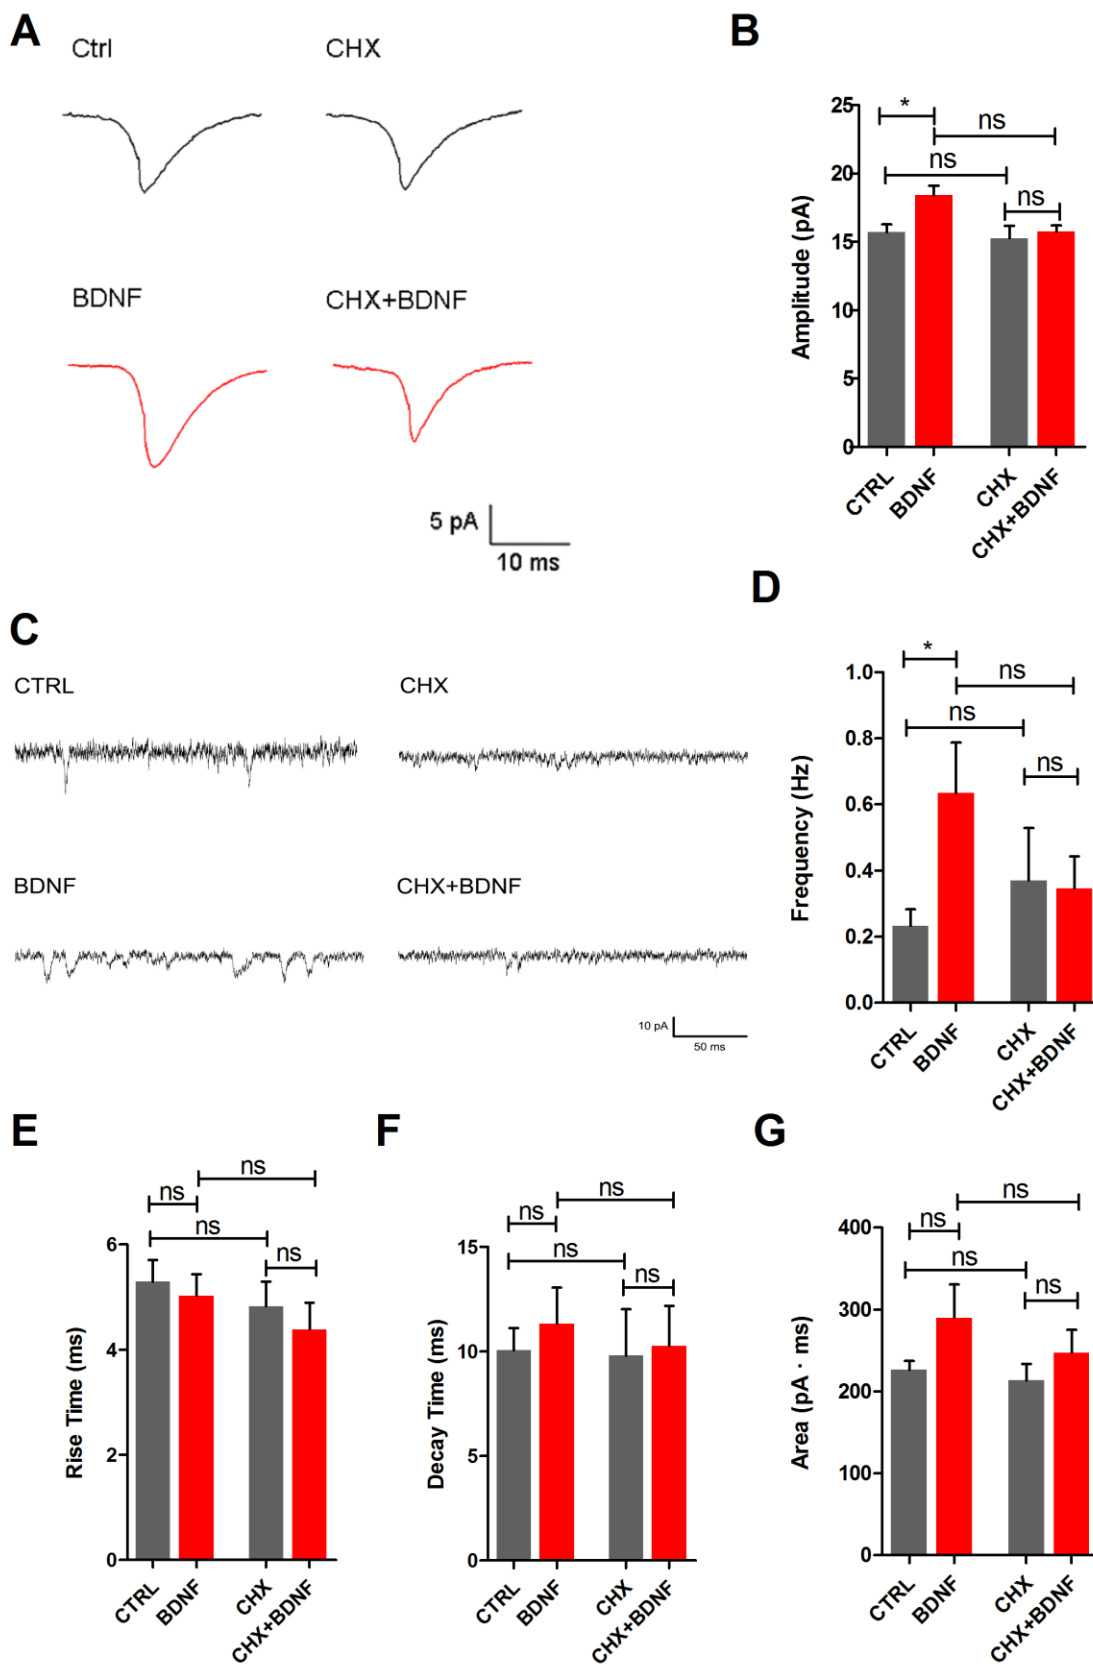 A
Ctrl
CHX
BDNF
CHX+BDNF
5 pA
10 ms
B
25
20
15
10
5
0
Amplitude (pA)
*
ns
ns
ns
CTRL
BDNF
CHX
CHX+BDNF
C
CTRL
CHX
BDNF
CHX+BDNF
10 pA
50 ms
D
1.0
0.8
0.6
0.4
0.2
0.0
Frequency (Hz)
*
ns
ns
ns
CTRL
BDNF
CHX
CHX+BDNF
E
6
4
2
0
Rise Time (ms)
ns
ns
ns
ns
CTRL
BDNF
CHX
CHX+BDNF
F
15
10
5
0
Decay Time (ms)
ns
ns
ns
ns
CTRL
BDNF
CHX
CHX+BDNF
G
400
300
200
100
0
Area (pA · ms)
ns
ns
ns
ns
CTRL
BDNF
CHX
CHX+BDNF